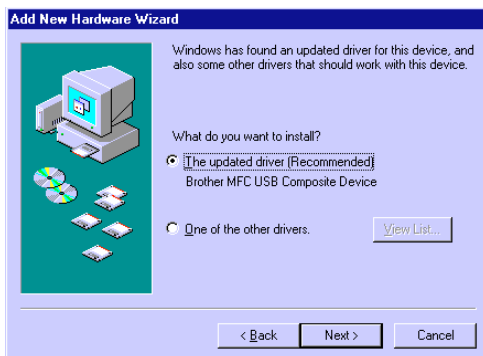 Add New Hardware Wizard
Windows has found an updated driver for this device, and
also some other drivers that should work with this device.
What do you want to install?
The updated driver (Recommended)
Brother MFC USB Composite Device
One of the other drivers.
View List...
< Back
Next >
Cancel